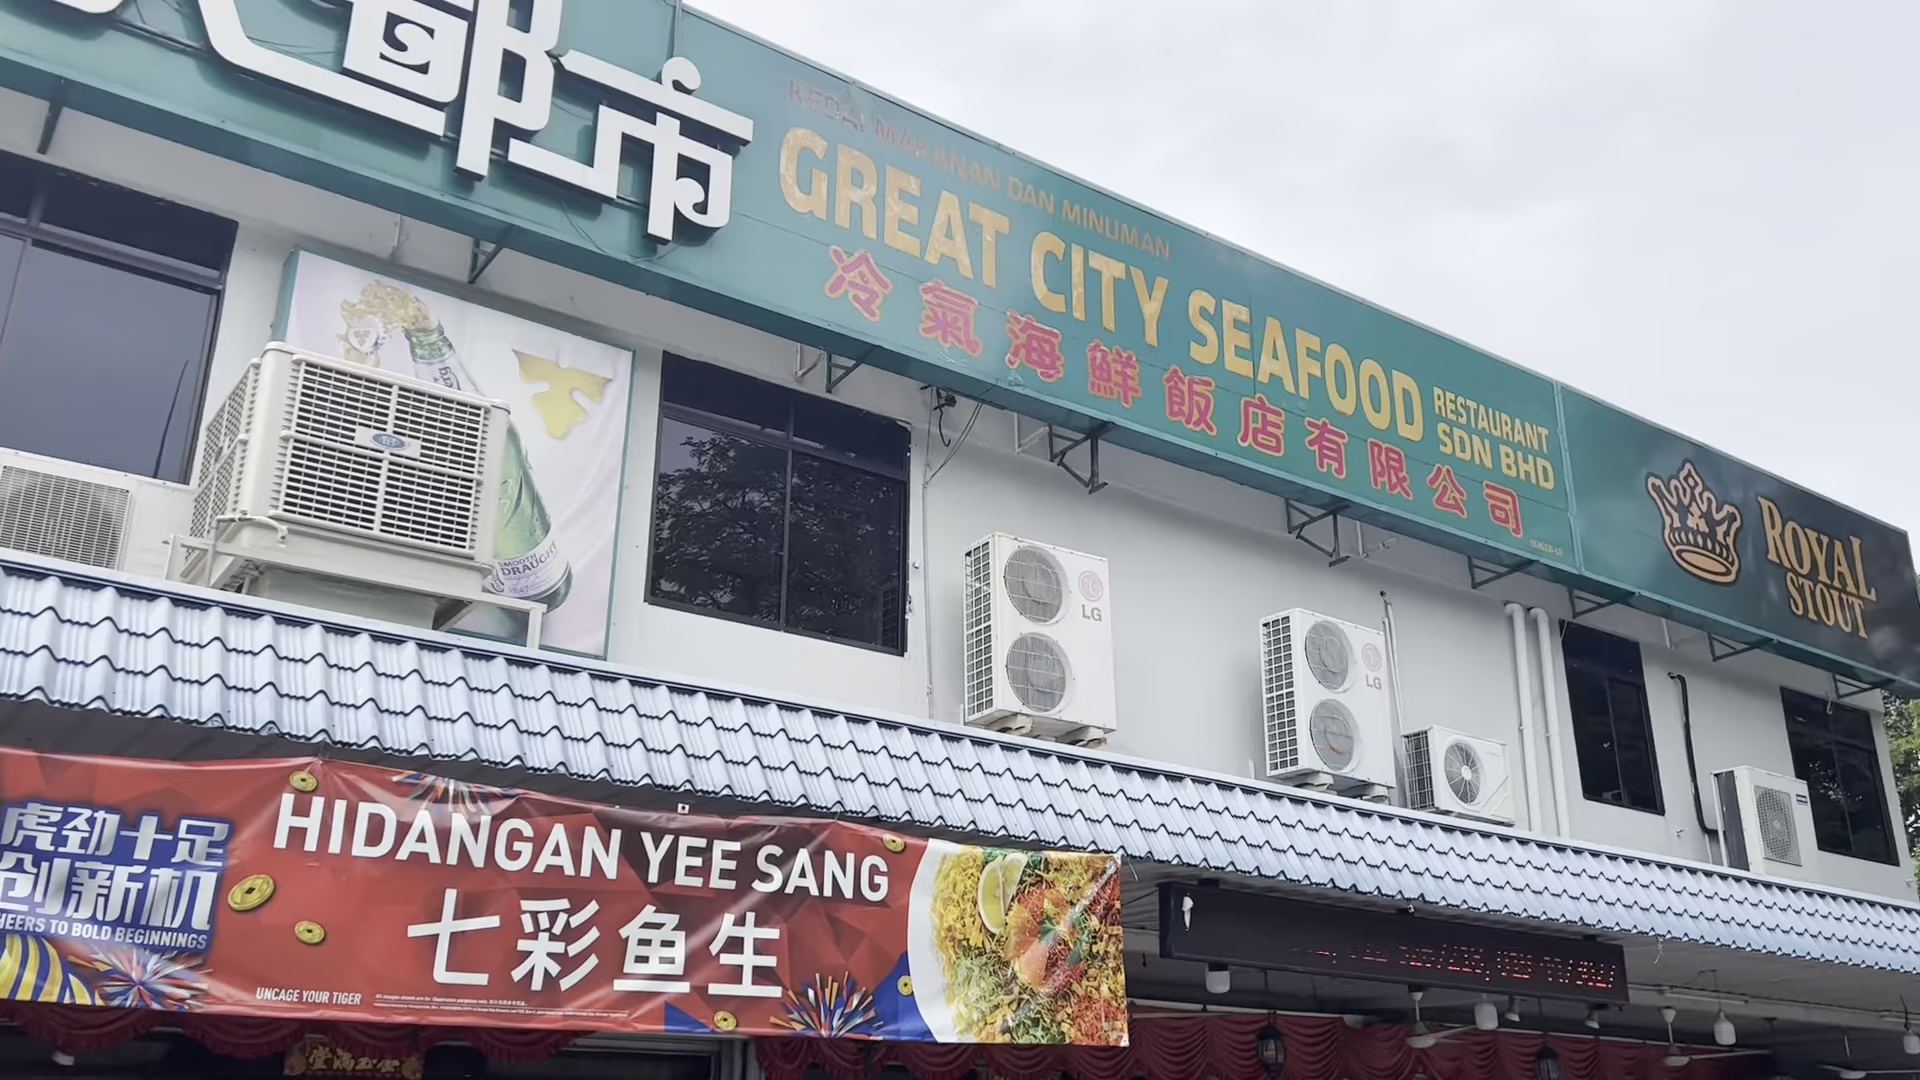 大都市
KEDAI MAKANAN DAN MINUMAN
GREAT CITY SEAFOOD
RESTAURANT
SDN BHD
冷氣海鮮飯店有限公司
ROYAL
STOUT
SMOOTH
DRAUGHT
1847
LG
LG
虎劲十足
创新机
CHEERS TO BOLD BEGINNINGS
HIDANGAN YEE SANG
七彩鱼生
UNCAGE YOUR TIGER